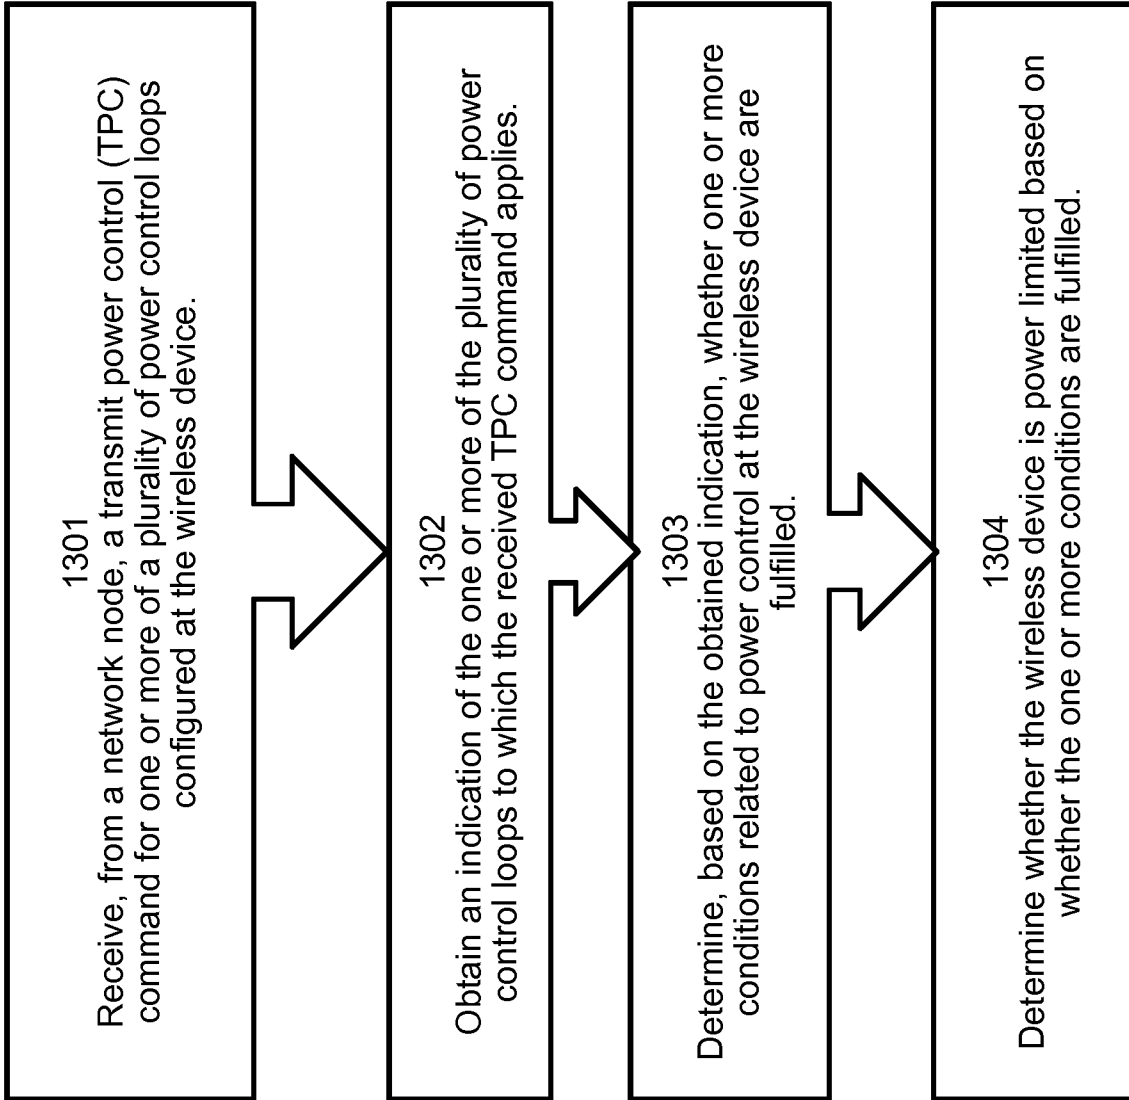 1301
Receive, from a network node, a transmit power control (TPC)
command for one or more of a plurality of power control loops
configured at the wireless device.
1302
Obtain an indication of the one or more of the plurality of power
control loops to which the received TPC command applies.
1303
Determine, based on the obtained indication, whether one or more
conditions related to power control at the wireless device are
fulfilled.
1304
Determine whether the wireless device is power limited based on
whether the one or more conditions are fulfilled.